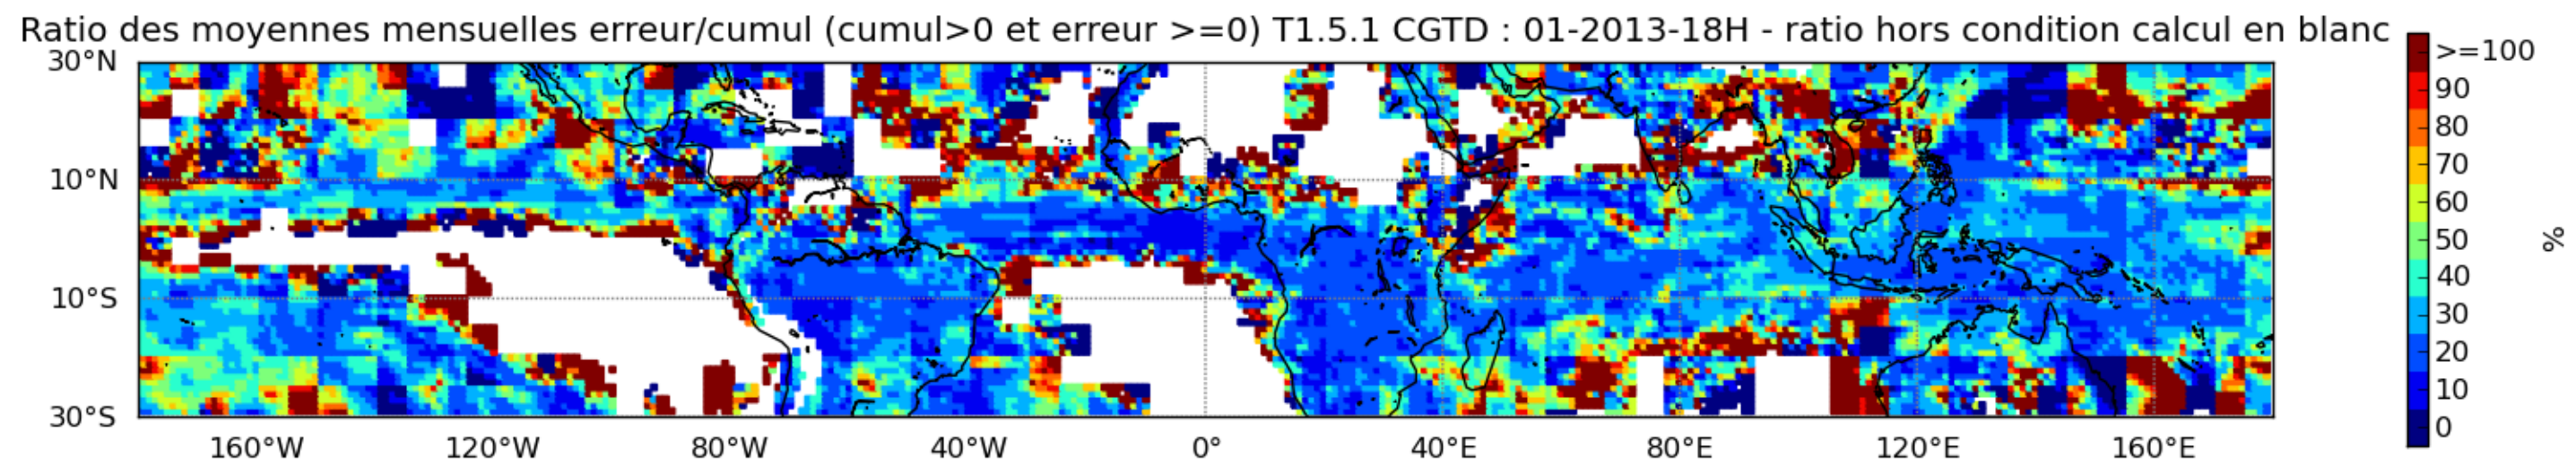 Ratio des moyennes mensuelles erreur/cumul (cumul>0 et erreur >=0) T1.5.1 CGTD : 01-2013-18H - ratio hors condition calcul en blanc
30°N
10°N
10°S
30°S
160°W 120°W 80°W 40°W 0° 40°E 80°E 120°E 160°E
>=100
90
80
70
60
50
40
30
20
10
0
%